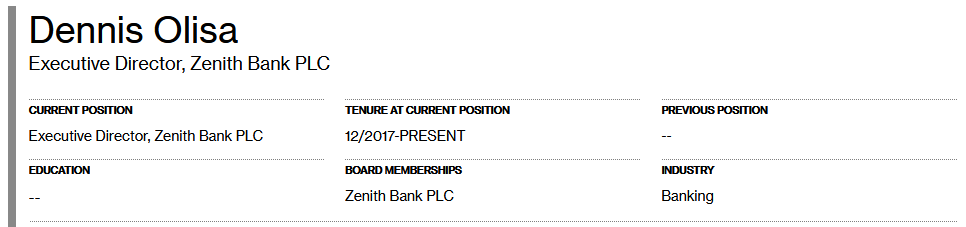 Dennis Olisa
Executive Director, Zenith Bank PLC
CURRENT POSITION
Executive Director, Zenith Bank PLC
TENURE AT CURRENT POSITION
12/2017-PRESENT
PREVIOUS POSITION
--
EDUCATION
--
BOARD MEMBERSHIPS
Zenith Bank PLC
INDUSTRY
Banking